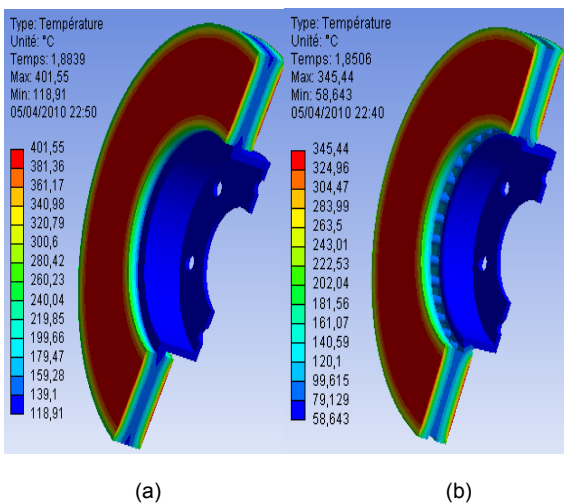 Type: Température
Unité: °C
Temps: 1,8839
Max: 401,55
Min: 118,91
05/04/2010 22:50
401,55
381,36
361,17
340,98
320,79
300,6
280,42
260,23
240,04
219,85
199,66
179,47
159,28
139,1
118,91
(a)
Type: Température
Unité: °C
Temps: 1,8506
Max: 345,44
Min: 58,643
05/04/2010 22:40
345,44
324,96
304,47
283,99
263,5
243,01
222,53
202,04
181,56
161,07
140,59
120,1
99,615
79,129
58,643
(b)